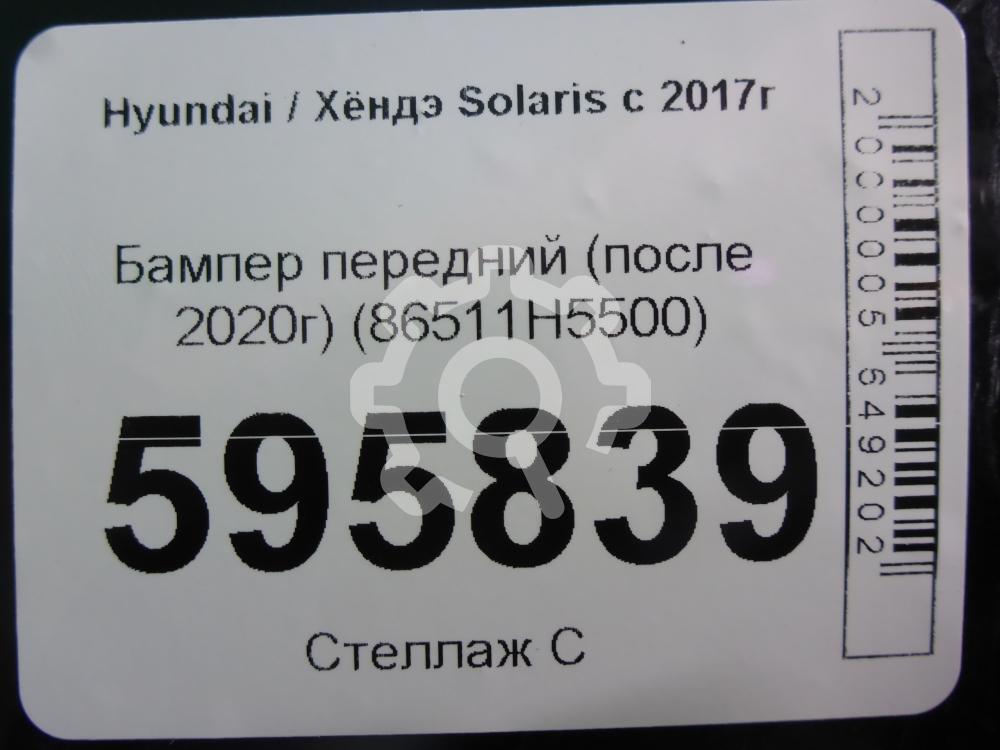 Hyundai / Хёндэ Solaris с 2017г
Бампер передний (после
2020г) (86511H5500)
595839
Стеллаж С
2000005649202